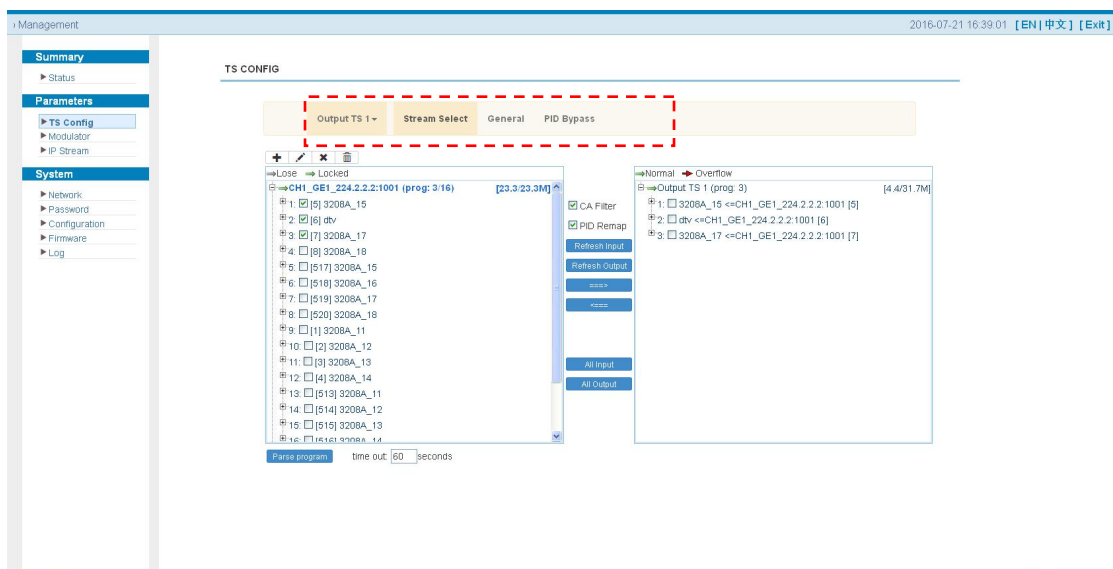 Management
2016-07-21 16:39:01 [EN|中文] [Exit]
Summary
Status
Parameters
TS Config
Modulator
IP Stream
System
Network
Password
Configuration
Firmware
Log
TS CONFIG
Output TS 1 Stream Select General PID Bypass
Lose Locked
CH1_GE1_224.2.2.2:1001 (prog: 3/16) [23.3/23.3M]
1: [5] 3208A_15
2: [6] dtv
3: [7] 3208A_17
4: [8] 3208A_18
5: [517] 3208A_15
6: [518] 3208A_16
7: [519] 3208A_17
8: [520] 3208A_18
9: [1] 3208A_11
10: [2] 3208A_12
11: [3] 3208A_13
12: [4] 3208A_14
13: [513] 3208A_11
14: [514] 3208A_12
15: [515] 3208A_13
16: [516] 3208A_14
CA Filter
PID Remap
Refresh Input
Refresh Output
===>
<===
All Input
All Output
Normal Overflow
Output TS 1 (prog: 3) [4.4/31.7M]
1: 3208A_15 <=CH1_GE1_224.2.2.2:1001 [5]
2: dtv <=CH1_GE1_224.2.2.2:1001 [6]
3: 3208A_17 <=CH1_GE1_224.2.2.2:1001 [7]
Parse program time out: 60 seconds